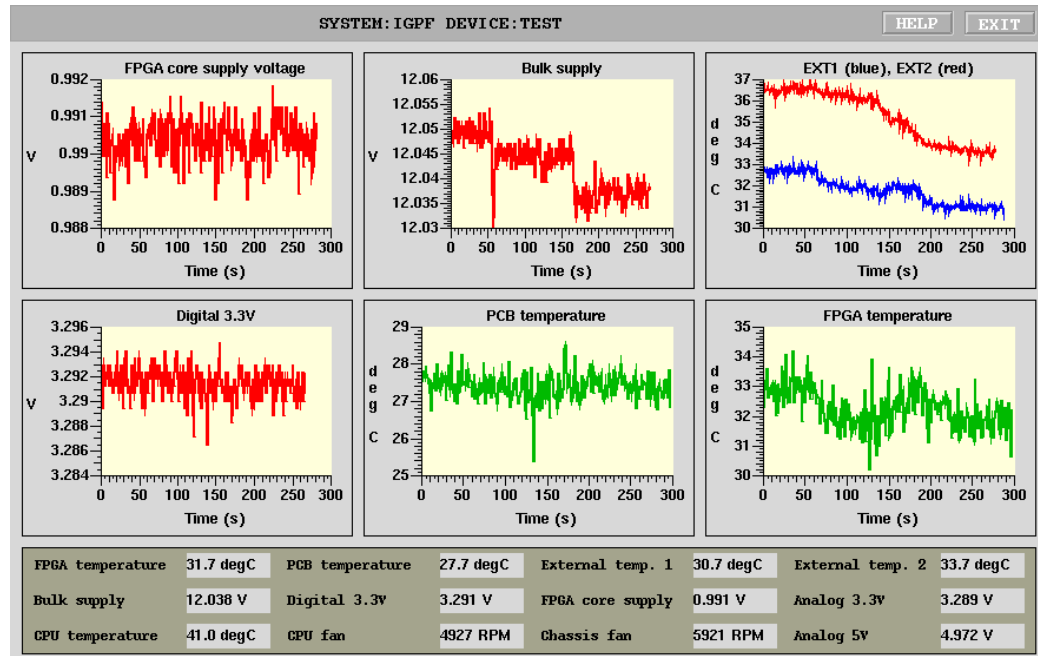 SYSTEM:IGPF DEVICE:TEST
HELP
EXIT
FPGA core supply voltage
0.992
0.991
0.99
0.989
0.988
V
0 50 100 150 200 250 300
Time (s)
Bulk supply
12.06
12.055
12.05
12.045
12.04
12.035
12.03
V
0 50 100 150 200 250 300
Time (s)
EXT1 (blue), EXT2 (red)
37
36
35
34
33
32
31
30
deg C
0 50 100 150 200 250 300
Time (s)
Digital 3.3V
3.296
3.294
3.292
3.29
3.288
3.286
3.284
V
0 50 100 150 200 250 300
Time (s)
PCB temperature
29
28
27
26
25
deg C
0 50 100 150 200 250 300
Time (s)
FPGA temperature
35
34
33
32
31
30
deg C
0 50 100 150 200 250 300
Time (s)
FPGA temperature 31.7 degC PCB temperature 27.7 degC External temp. 1 30.7 degC External temp. 2 33.7 degC
Bulk supply 12.038 V Digital 3.3V 3.291 V FPGA core supply 0.991 V Analog 3.3V 3.289 V
CPU temperature 41.0 degC CPU fan 4927 RPM Chassis fan 5921 RPM Analog 5V 4.972 V